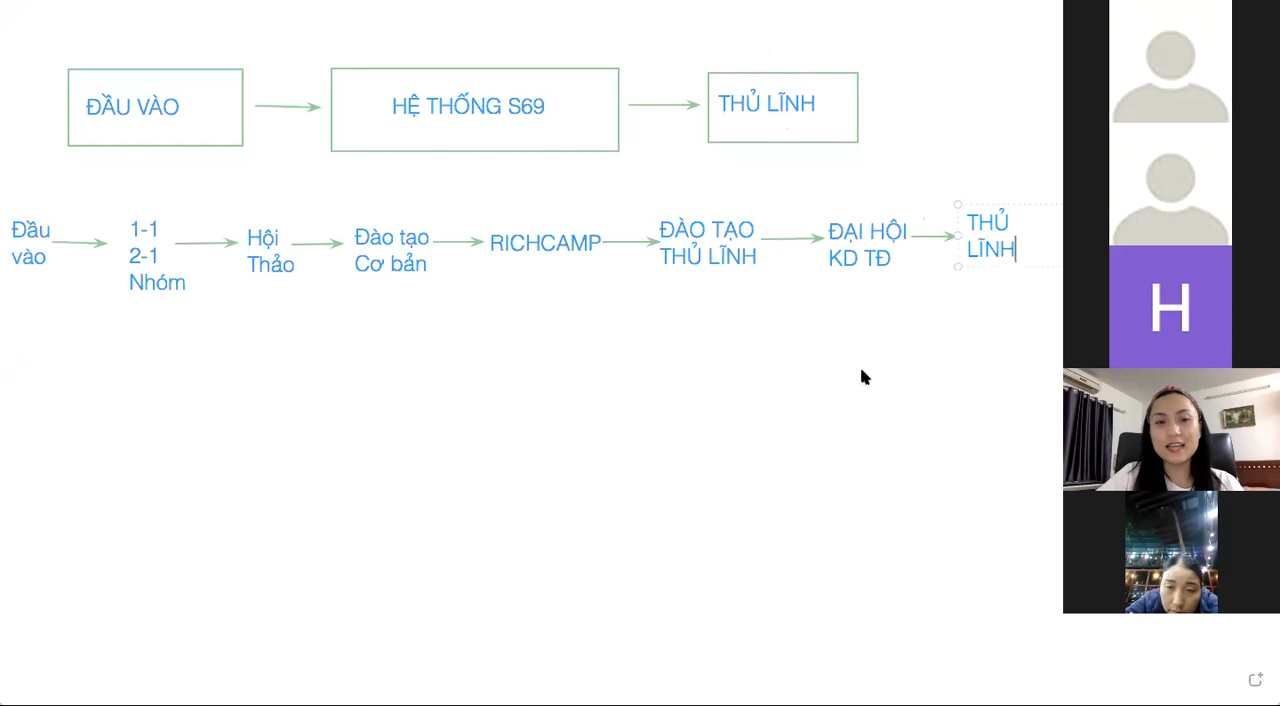 ĐẦU VÀO
HỆ THỐNG S69
THỦ LĨNH
Đầu
vào
1-1
2-1
Nhóm
Hội
Thảo
Đào tạo
Cơ bản
RICHCAMP
ĐÀO TẠO
THỦ LĨNH
ĐẠI HỘI
KD TĐ
THỦ
LĨNH
H